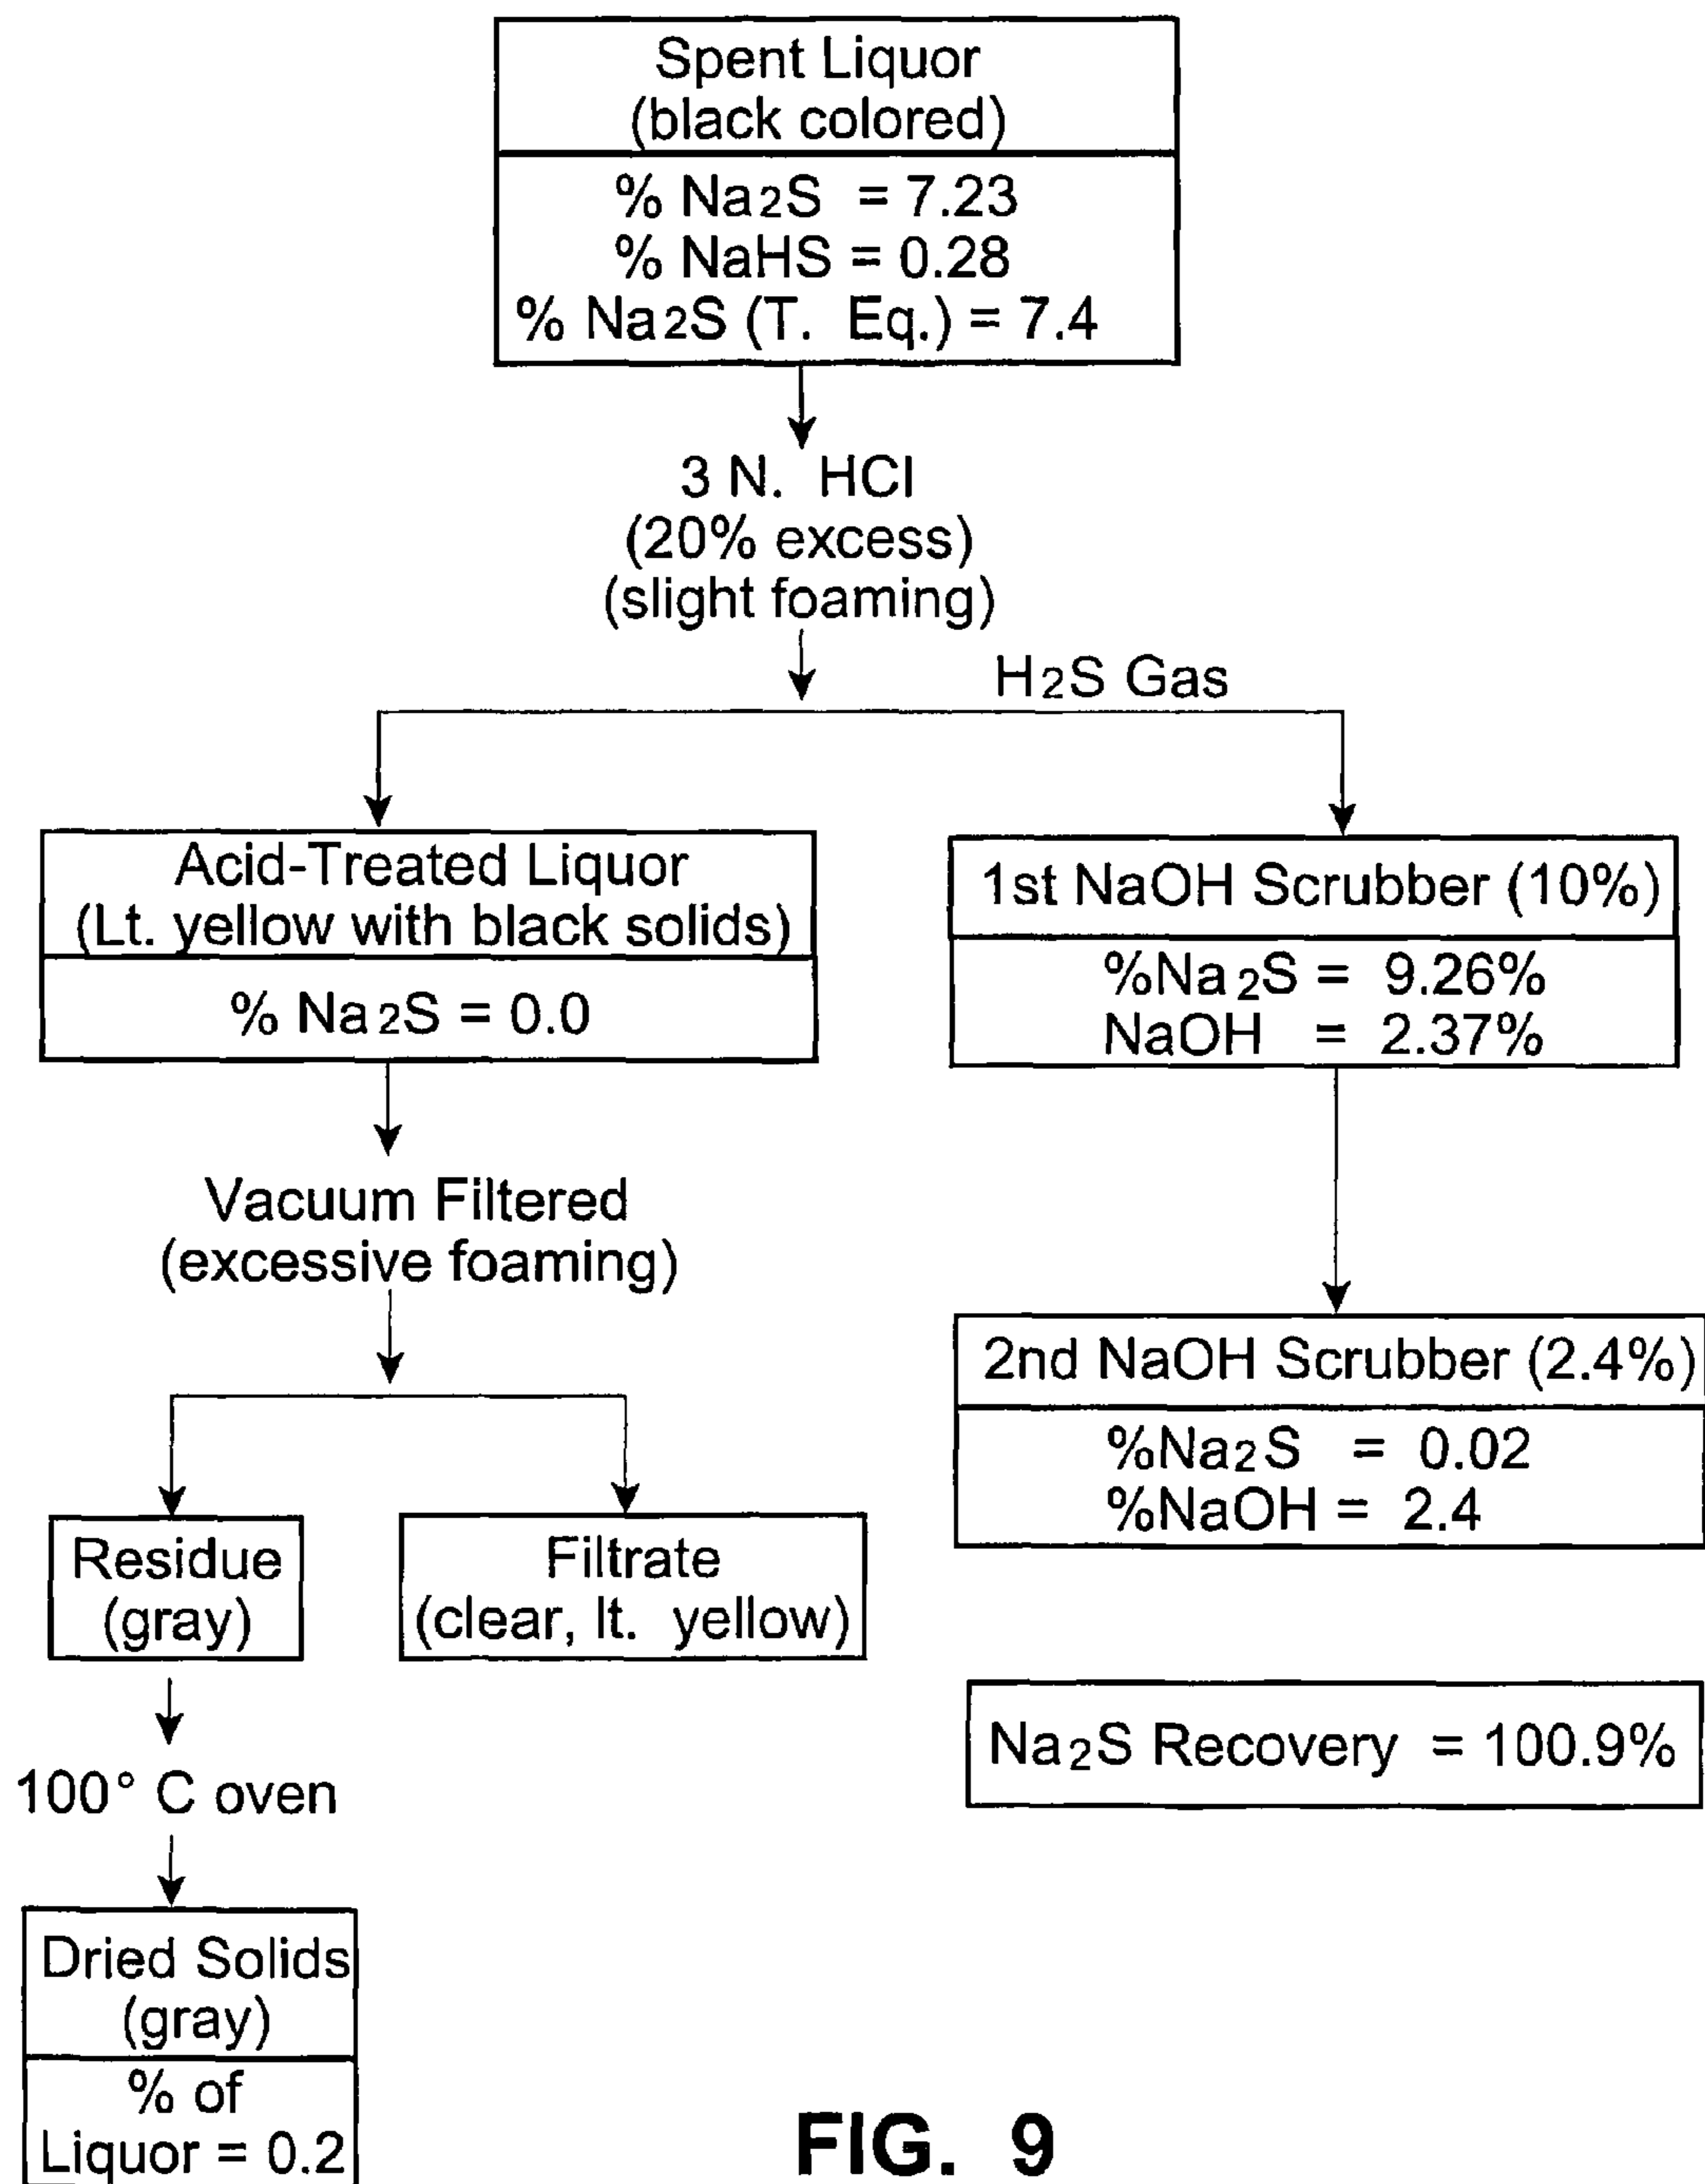 Spent Liquor
(black colored)
% Na2S = 7.23
% NaHS = 0.28
% Na2S (T. Eq.) = 7.4
3 N. HCl
(20% excess)
(slight foaming)
H2S Gas
Acid-Treated Liquor
(Lt. yellow with black solids)
% Na2S = 0.0
1st NaOH Scrubber (10%)
%Na2S = 9.26%
NaOH = 2.37%
Vacuum Filtered
(excessive foaming)
2nd NaOH Scrubber (2.4%)
%Na2S = 0.02
%NaOH = 2.4
Residue
(gray)
Filtrate
(clear, lt. yellow)
Na2S Recovery = 100.9%
100° C oven
Dried Solids
(gray)
% of
Liquor = 0.2
FIG. 9